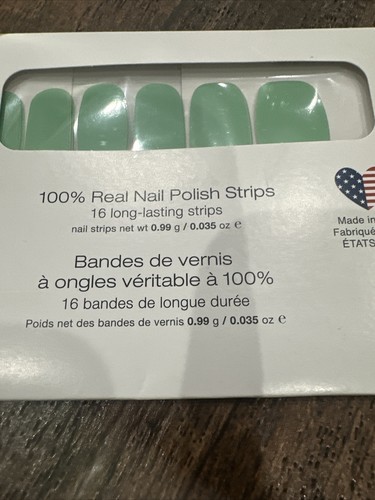 100% Real Nail Polish Strips
16 long-lasting strips
nail strips net wt 0.99 g / 0.035 oz ℮
Bandes de vernis
à ongles véritable à 100%
16 bandes de longue durée
Poids net des bandes de vernis 0.99 g / 0.035 oz ℮
Made in
Fabriqué
ÉTATS